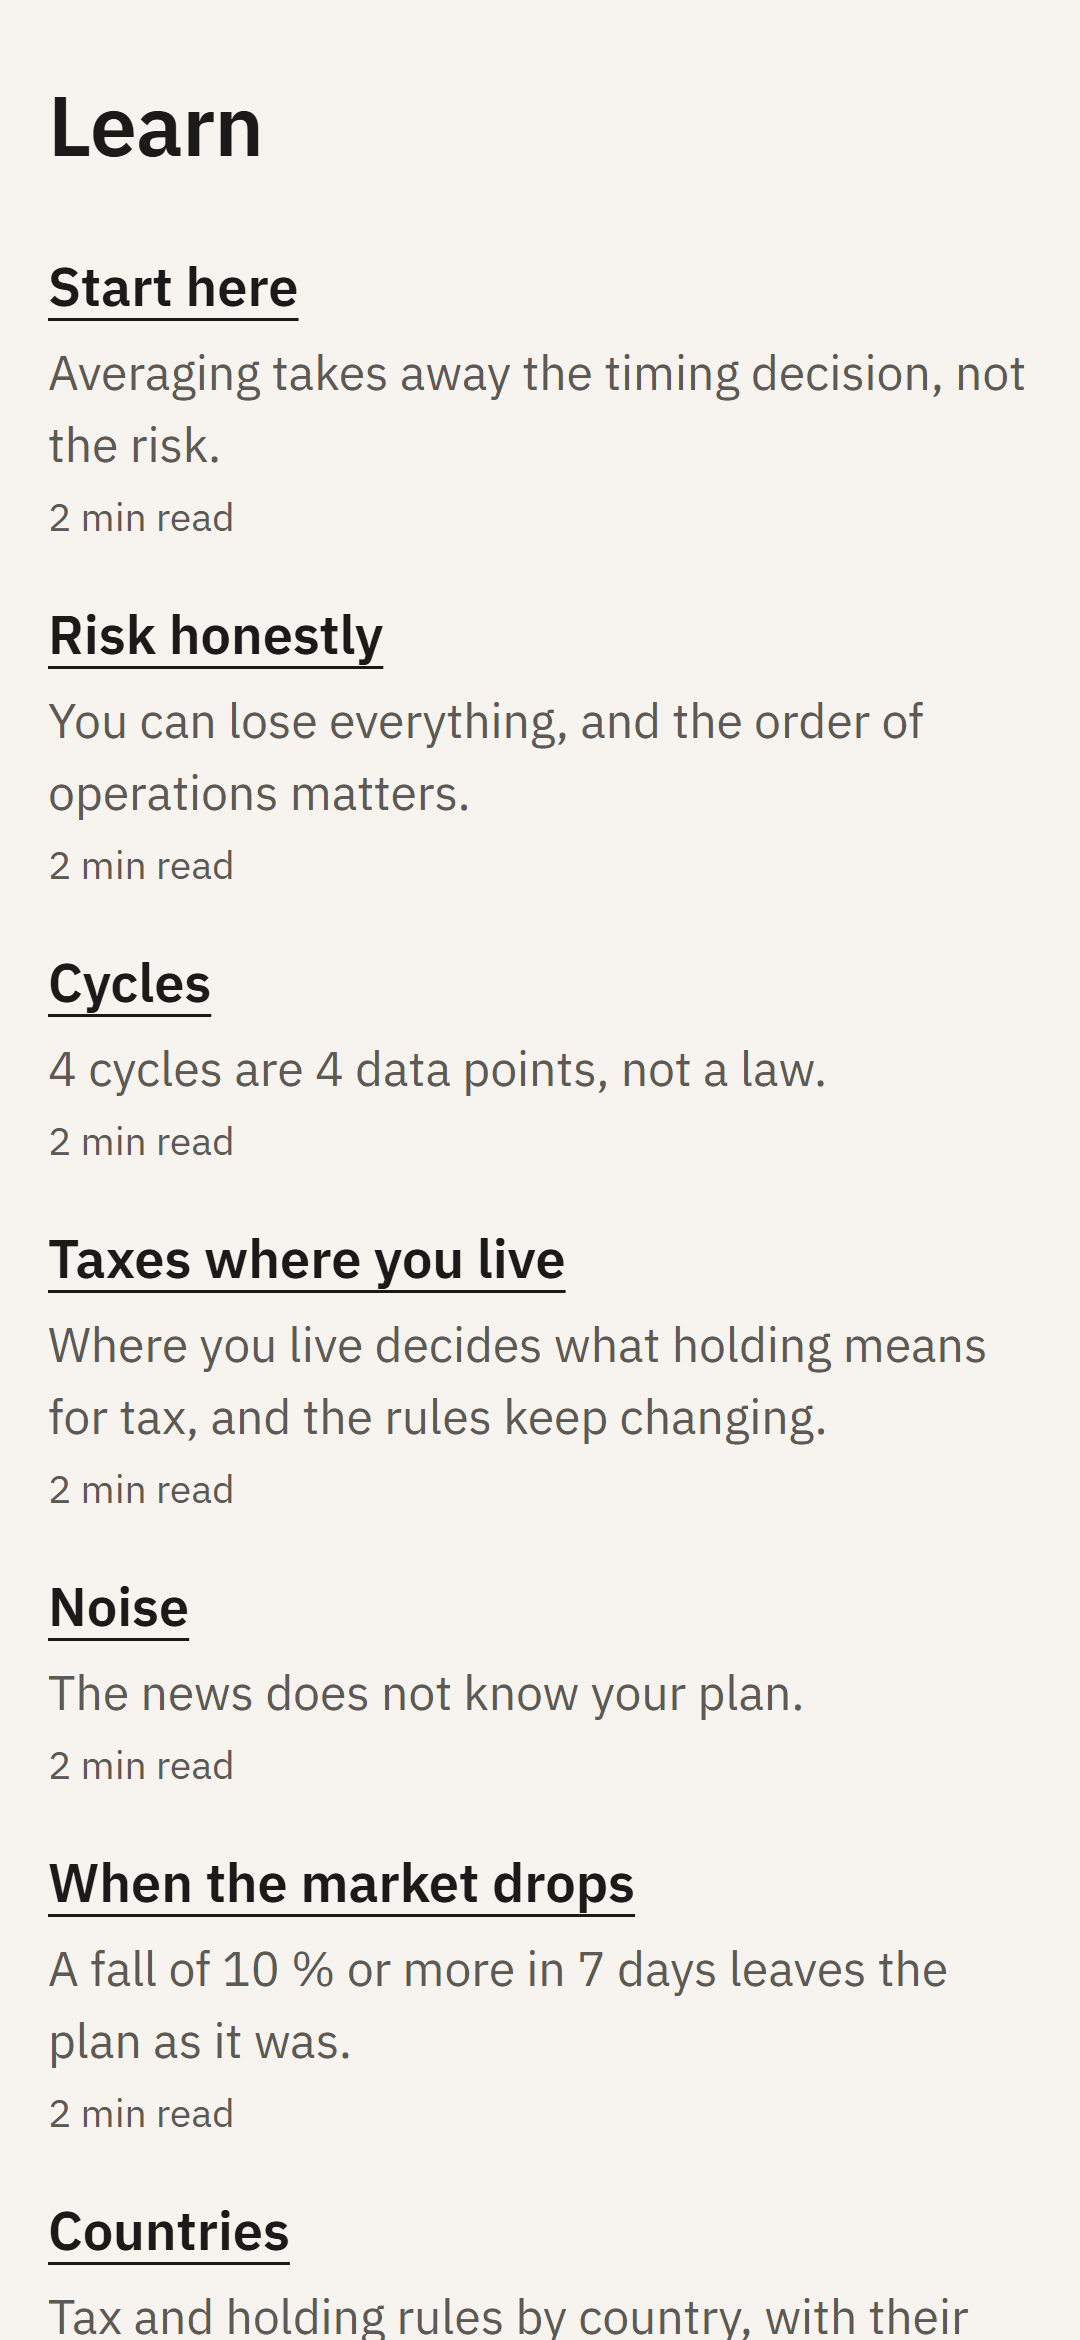 Learn
Start here
Averaging takes away the timing decision, not
the risk.
2 min read
Risk honestly
You can lose everything, and the order of
operations matters.
2 min read
Cycles
4 cycles are 4 data points, not a law.
2 min read
Taxes where you live
Where you live decides what holding means
for tax, and the rules keep changing.
2 min read
Noise
The news does not know your plan.
2 min read
When the market drops
A fall of 10 % or more in 7 days leaves the
plan as it was.
2 min read
Countries
Tax and holding rules by country, with their